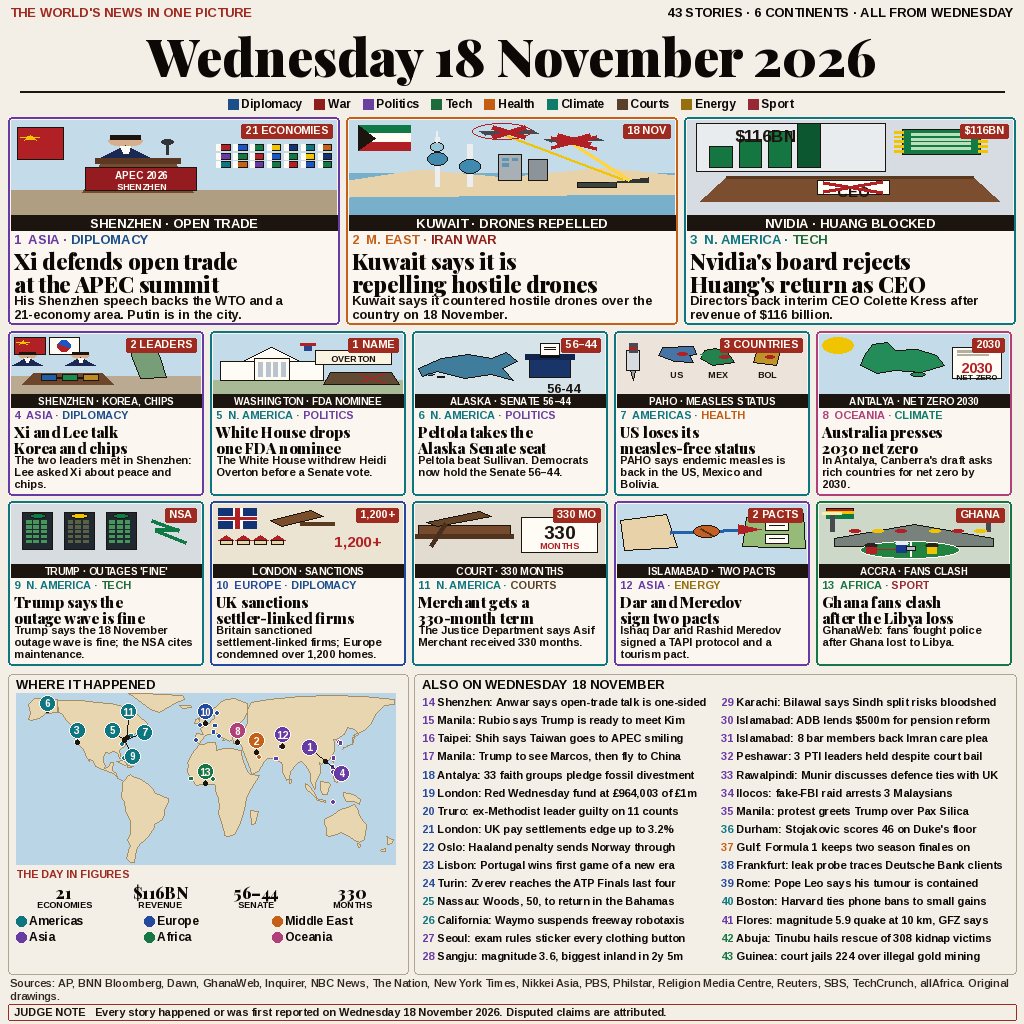 THE WORLD'S NEWS IN ONE PICTURE
43 STORIES · 6 CONTINENTS · ALL FROM WEDNESDAY
Wednesday 18 November 2026
Diplomacy War Politics Tech Health Climate Courts Energy Sport
21 ECONOMIES
APEC 2026
SHENZHEN
SHENZHEN · OPEN TRADE
1 ASIA · DIPLOMACY
Xi defends open trade
at the APEC summit
His Shenzhen speech backs the WTO and a
21-economy area. Putin is in the city.
18 NOV
KUWAIT · DRONES REPELLED
2 M. EAST · IRAN WAR
Kuwait says it is
repelling hostile drones
Kuwait says it countered hostile drones over the
country on 18 November.
$116BN
$116BN
CEO
NVIDIA · HUANG BLOCKED
3 N. AMERICA · TECH
Nvidia's board rejects
Huang's return as CEO
Directors back interim CEO Colette Kress after
revenue of $116 billion.
2 LEADERS
SHENZHEN · KOREA, CHIPS
4 ASIA · DIPLOMACY
Xi and Lee talk
Korea and chips
The two leaders met in Shenzhen:
Lee asked Xi about peace and
chips.
1 NAME
OVERTON
WASHINGTON · FDA NOMINEE
5 N. AMERICA · POLITICS
White House drops
one FDA nominee
The White House withdrew Heidi
Overton before a Senate vote.
56–44
56-44
ALASKA · SENATE 56–44
6 N. AMERICA · POLITICS
Peltola takes the
Alaska Senate seat
Peltola beat Sullivan. Democrats
now hold the Senate 56–44.
3 COUNTRIES
US MEX BOL
PAHO · MEASLES STATUS
7 AMERICAS · HEALTH
US loses its
measles-free status
PAHO says endemic measles is
back in the US, Mexico and
Bolivia.
2030
2030
NET ZERO
ANTALYA · NET ZERO 2030
8 OCEANIA · CLIMATE
Australia presses
2030 net zero
In Antalya, Canberra's draft asks
rich countries for net zero by
2030.
NSA
TRUMP · OUTAGES 'FINE'
9 N. AMERICA · TECH
Trump says the
outage wave is fine
Trump says the 18 November
outage wave is fine; the NSA cites
maintenance.
1,200+
1,200+
LONDON · SANCTIONS
10 EUROPE · DIPLOMACY
UK sanctions
settler-linked firms
Britain sanctioned
settlement-linked firms; Europe
condemned over 1,200 homes.
330 MO
330
MONTHS
COURT · 330 MONTHS
11 N. AMERICA · COURTS
Merchant gets a
330-month term
The Justice Department says Asif
Merchant received 330 months.
2 PACTS
ISLAMABAD · TWO PACTS
12 ASIA · ENERGY
Dar and Meredov
sign two pacts
Ishaq Dar and Rashid Meredov
signed a TAPI protocol and a
tourism pact.
GHANA
ACCRA · FANS CLASH
13 AFRICA · SPORT
Ghana fans clash
after the Libya loss
GhanaWeb: fans fought police
after Ghana lost to Libya.
WHERE IT HAPPENED
6 11 10 3 5 7 8 2 12 1 9 13 4
THE DAY IN FIGURES
21 $116BN 56–44 330
ECONOMIES REVENUE SENATE MONTHS
Americas Europe Middle East
Asia Africa Oceania
ALSO ON WEDNESDAY 18 NOVEMBER
14 Shenzhen: Anwar says open-trade talk is one-sided
15 Manila: Rubio says Trump is ready to meet Kim
16 Taipei: Shih says Taiwan goes to APEC smiling
17 Manila: Trump to see Marcos, then fly to China
18 Antalya: 33 faith groups pledge fossil divestment
19 London: Red Wednesday fund at £964,003 of £1m
20 Truro: ex-Methodist leader guilty on 11 counts
21 London: UK pay settlements edge up to 3.2%
22 Oslo: Haaland penalty sends Norway through
23 Lisbon: Portugal wins first game of a new era
24 Turin: Zverev reaches the ATP Finals last four
25 Nassau: Woods, 50, to return in the Bahamas
26 California: Waymo suspends freeway robotaxis
27 Seoul: exam rules sticker every clothing button
28 Sangju: magnitude 3.6, biggest inland in 2y 5m
29 Karachi: Bilawal says Sindh split risks bloodshed
30 Islamabad: ADB lends $500m for pension reform
31 Islamabad: 8 bar members back Imran care plea
32 Peshawar: 3 PTI leaders held despite court bail
33 Rawalpindi: Munir discusses defence ties with UK
34 Ilocos: fake-FBI raid arrests 3 Malaysians
35 Manila: protest greets Trump over Pax Silica
36 Durham: Stojakovic scores 46 on Duke's floor
37 Gulf: Formula 1 keeps two season finales on
38 Frankfurt: leak probe traces Deutsche Bank clients
39 Rome: Pope Leo says his tumour is contained
40 Boston: Harvard ties phone bans to small gains
41 Flores: magnitude 5.9 quake at 10 km, GFZ says
42 Abuja: Tinubu hails rescue of 308 kidnap victims
43 Guinea: court jails 224 over illegal gold mining
Sources: AP, BNN Bloomberg, Dawn, GhanaWeb, Inquirer, NBC News, The Nation, New York Times, Nikkei Asia, PBS, Philstar, Religion Media Centre, Reuters, SBS, TechCrunch, allAfrica. Original
drawings.
JUDGE NOTE Every story happened or was first reported on Wednesday 18 November 2026. Disputed claims are attributed.